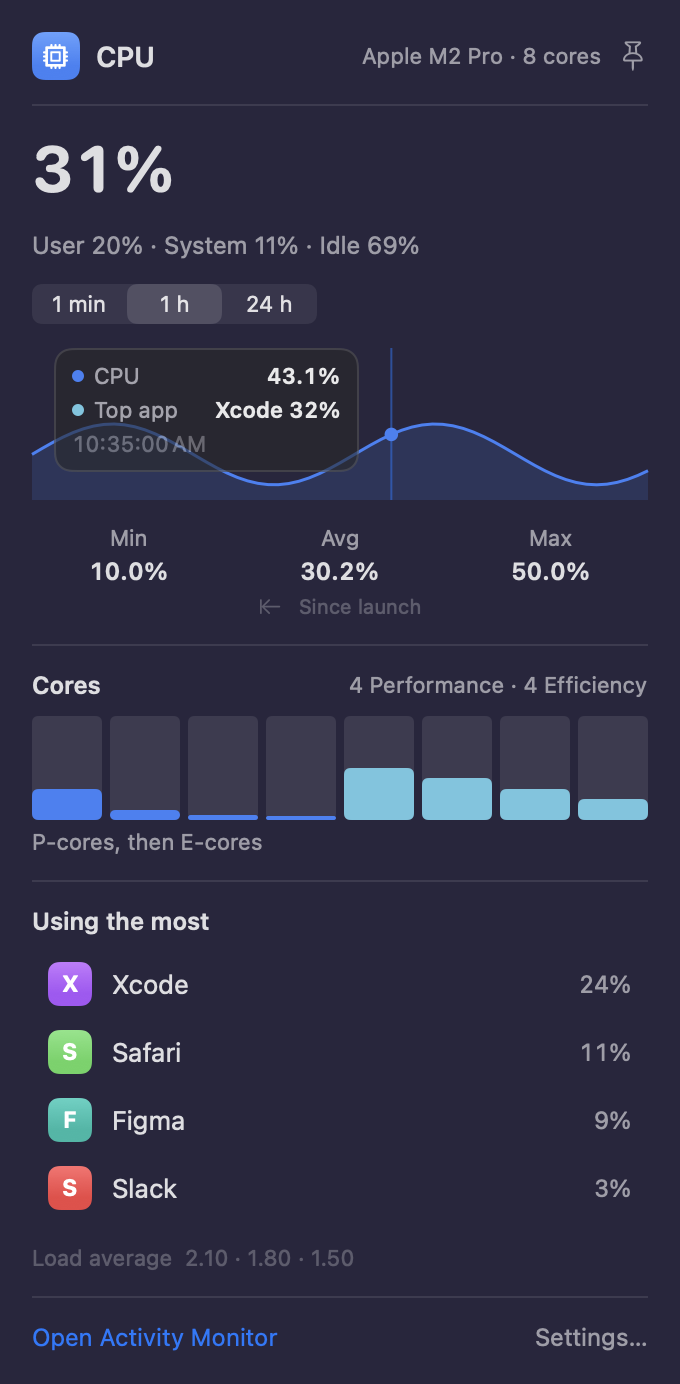 CPU
Apple M2 Pro · 8 cores
31%
User 20% · System 11% · Idle 69%
1 min 1 h 24 h
CPU 43.1%
Top app Xcode 32%
10:35:00 AM
Min Avg Max
10.0% 30.2% 50.0%
Since launch
Cores 4 Performance · 4 Efficiency
P-cores, then E-cores
Using the most
X Xcode 24%
S Safari 11%
F Figma 9%
S Slack 3%
Load average 2.10 · 1.80 · 1.50
Open Activity Monitor Settings...